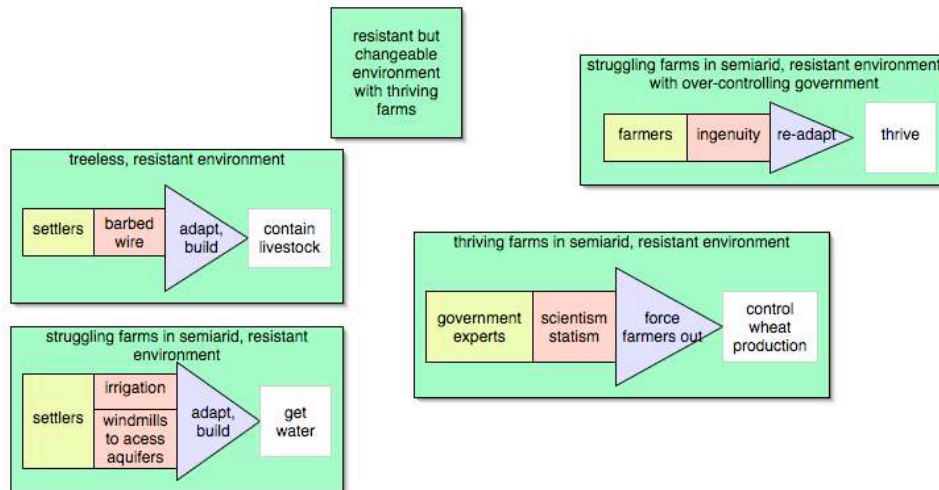 resistant but
changeable
environment
with thriving
farms
struggling farms in semiarid, resistant environment
with over-controlling government
farmers
ingenuity
re-adapt
thrive
treeless, resistant environment
settlers
barbed
wire
adapt,
build
contain
livestock
thriving farms in semiarid, resistant environment
government
experts
scientism
statism
force
farmers out
control
wheat
production
struggling farms in semiarid, resistant
environment
settlers
irrigation
windmills
to acess
aquifers
adapt,
build
get
water